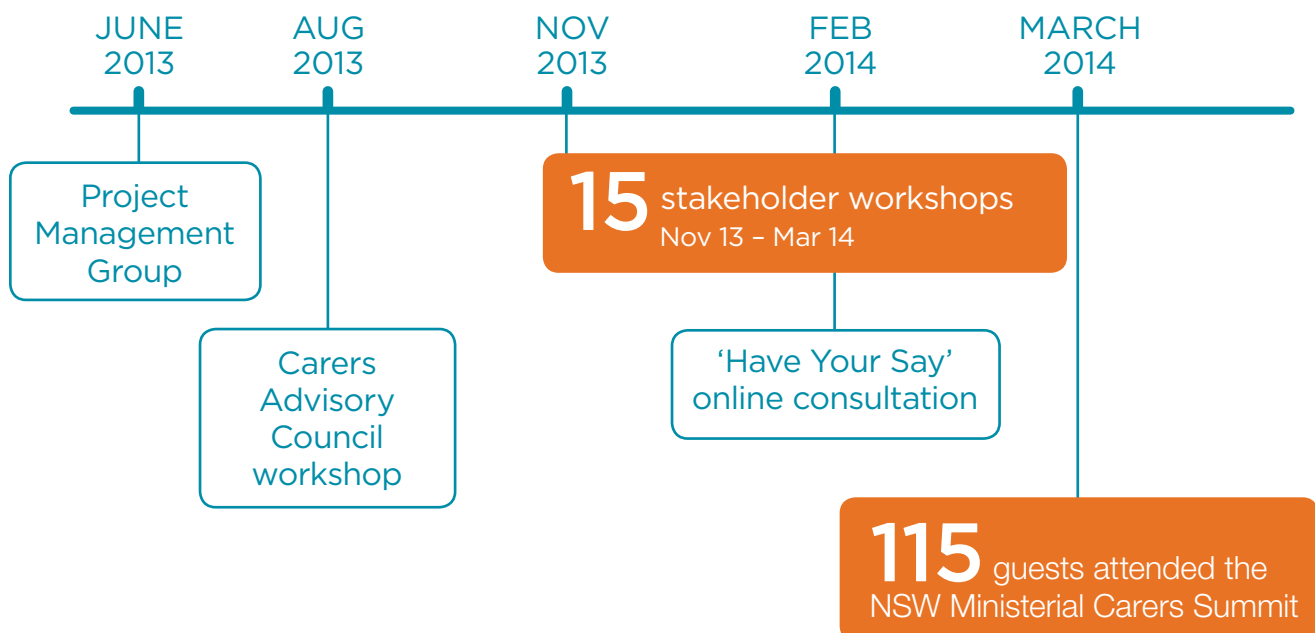 JUNE
2013
AUG
2013
NOV
2013
FEB
2014
MARCH
2014
Project
Management
Group
15 stakeholder workshops
Nov 13 – Mar 14
Carers
Advisory
Council
workshop
‘Have Your Say’
online consultation
115 guests attended the
NSW Ministerial Carers Summit